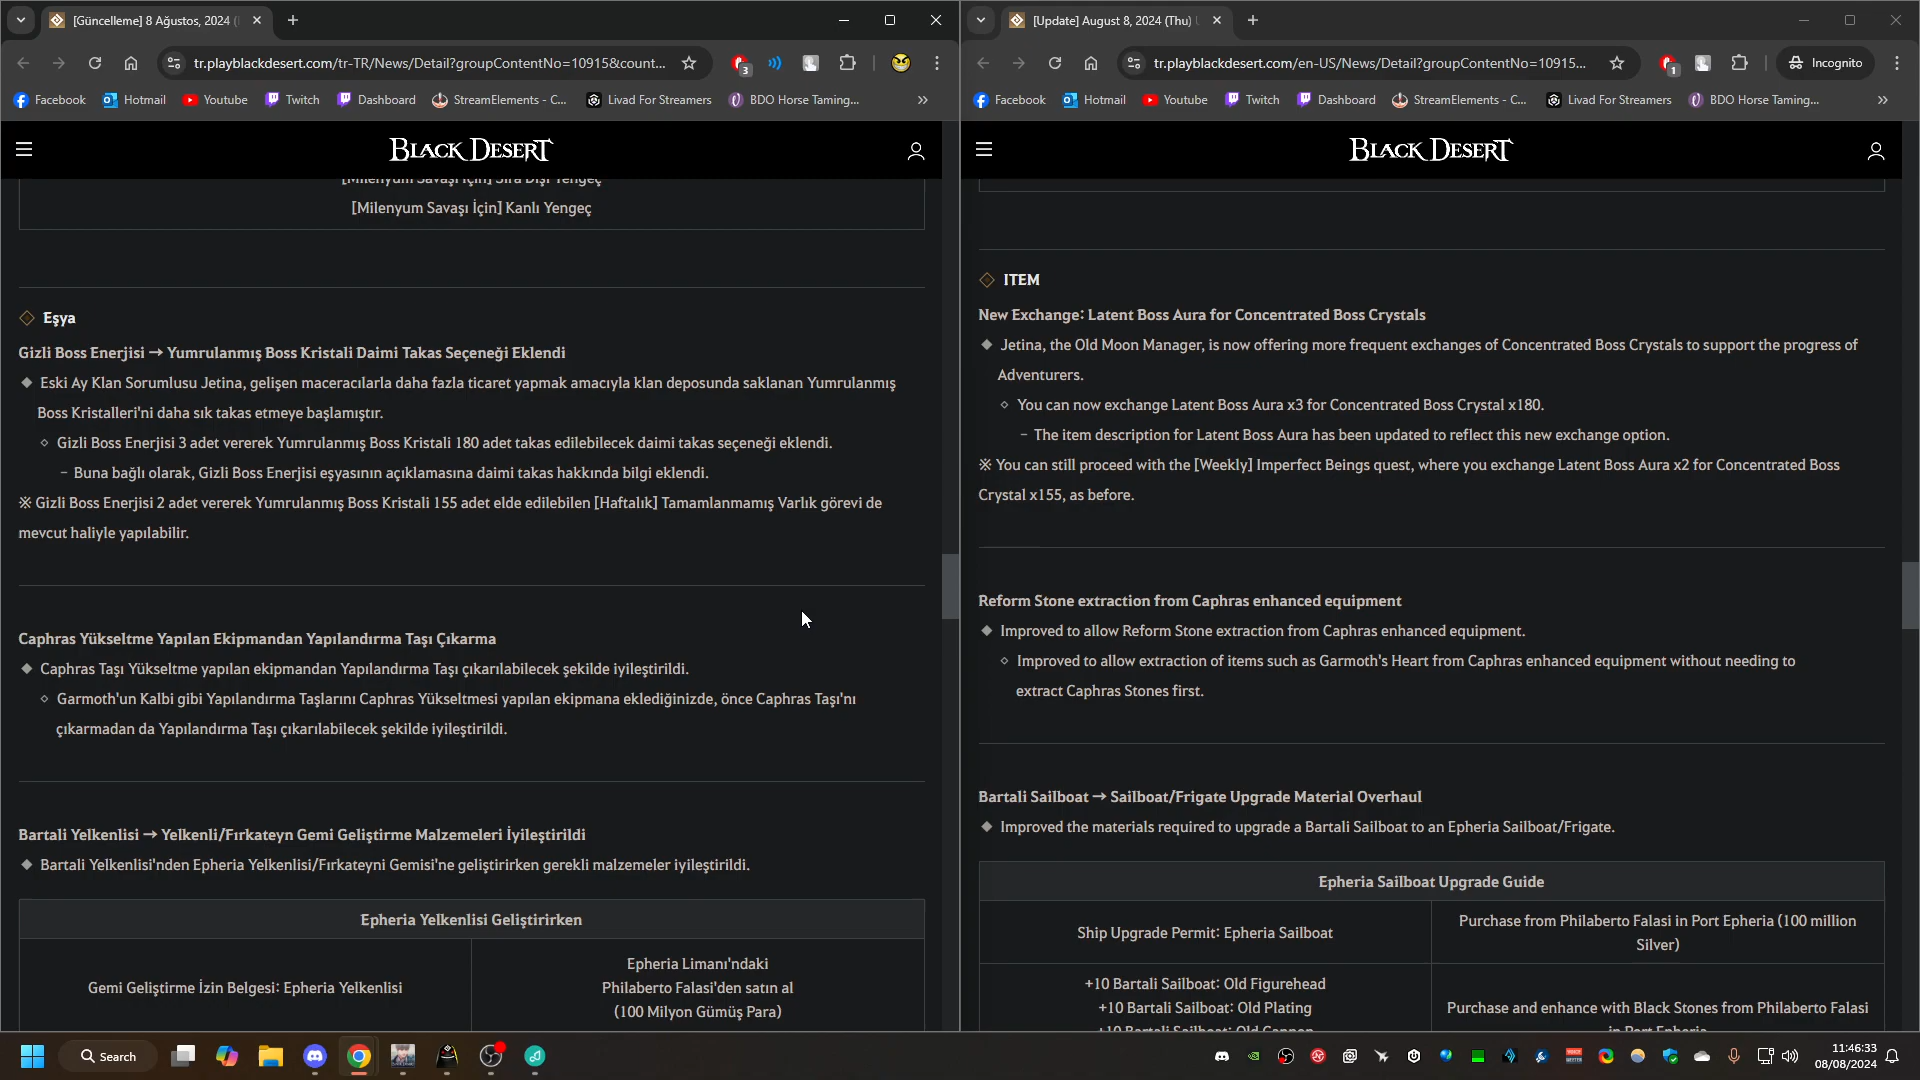 [Güncelleme] 8 Ağustos, 2024 (
tr.playblackdesert.com/tr-TR/News/Detail?groupContentNo=10915&count...
3
Facebook
Hotmail
Youtube
Twitch
Dashboard
StreamElements - C...
Livad For Streamers
BDO Horse Taming...
BLACK DESERT
[Milenyum Savaşı İçin] Sıra Dışı Yengeç
[Milenyum Savaşı İçin] Kanlı Yengeç
Eşya
Gizli Boss Enerjisi → Yumrulanmış Boss Kristali Daimi Takas Seçeneği Eklendi
◆ Eski Ay Klan Sorumlusu Jetina, gelişen maceracılarla daha fazla ticaret yapmak amacıyla klan deposunda saklanan Yumrulanmış
Boss Kristalleri'ni daha sık takas etmeye başlamıştır.
◇ Gizli Boss Enerjisi 3 adet vererek Yumrulanmış Boss Kristali 180 adet takas edilebilecek daimi takas seçeneği eklendi.
- Buna bağlı olarak, Gizli Boss Enerjisi eşyasının açıklamasına daimi takas hakkında bilgi eklendi.
※ Gizli Boss Enerjisi 2 adet vererek Yumrulanmış Boss Kristali 155 adet elde edilebilen [Haftalık] Tamamlanmamış Varlık görevi de
mevcut haliyle yapılabilir.
Caphras Yükseltme Yapılan Ekipmandan Yapılandırma Taşı Çıkarma
◆ Caphras Taşı Yükseltme yapılan ekipmandan Yapılandırma Taşı çıkarılabilecek şekilde iyileştirildi.
◇ Garmoth'un Kalbi gibi Yapılandırma Taşlarını Caphras Yükseltmesi yapılan ekipmana eklediğinizde, önce Caphras Taşı'nı
çıkarmadan da Yapılandırma Taşı çıkarılabilecek şekilde iyileştirildi.
Bartali Yelkenlisi → Yelkenli/Fırkateyn Gemi Geliştirme Malzemeleri İyileştirildi
◆ Bartali Yelkenlisi'nden Epheria Yelkenlisi/Fırkateyni Gemisi'ne geliştirirken gerekli malzemeler iyileştirildi.
Epheria Yelkenlisi Geliştirirken
Gemi Geliştirme İzin Belgesi: Epheria Yelkenlisi
Epheria Limanı'ndaki
Philaberto Falasi'den satın al
(100 Milyon Gümüş Para)
[Update] August 8, 2024 (Thu)
tr.playblackdesert.com/en-US/News/Detail?groupContentNo=10915...
1
Incognito
Facebook
Hotmail
Youtube
Twitch
Dashboard
StreamElements - C...
Livad For Streamers
BDO Horse Taming...
BLACK DESERT
ITEM
New Exchange: Latent Boss Aura for Concentrated Boss Crystals
◆ Jetina, the Old Moon Manager, is now offering more frequent exchanges of Concentrated Boss Crystals to support the progress of
Adventurers.
◇ You can now exchange Latent Boss Aura x3 for Concentrated Boss Crystal x180.
- The item description for Latent Boss Aura has been updated to reflect this new exchange option.
※ You can still proceed with the [Weekly] Imperfect Beings quest, where you exchange Latent Boss Aura x2 for Concentrated Boss
Crystal x155, as before.
Reform Stone extraction from Caphras enhanced equipment
◆ Improved to allow Reform Stone extraction from Caphras enhanced equipment.
◇ Improved to allow extraction of items such as Garmoth's Heart from Caphras enhanced equipment without needing to
extract Caphras Stones first.
Bartali Sailboat → Sailboat/Frigate Upgrade Material Overhaul
◆ Improved the materials required to upgrade a Bartali Sailboat to an Epheria Sailboat/Frigate.
Epheria Sailboat Upgrade Guide
Ship Upgrade Permit: Epheria Sailboat
Purchase from Philaberto Falasi in Port Epheria (100 million
Silver)
+10 Bartali Sailboat: Old Figurehead
+10 Bartali Sailboat: Old Plating
+10 Bartali Sailboat: Old Cannon
Purchase and enhance with Black Stones from Philaberto Falasi
in Port Epheria
Search
11:46:33
08/08/2024